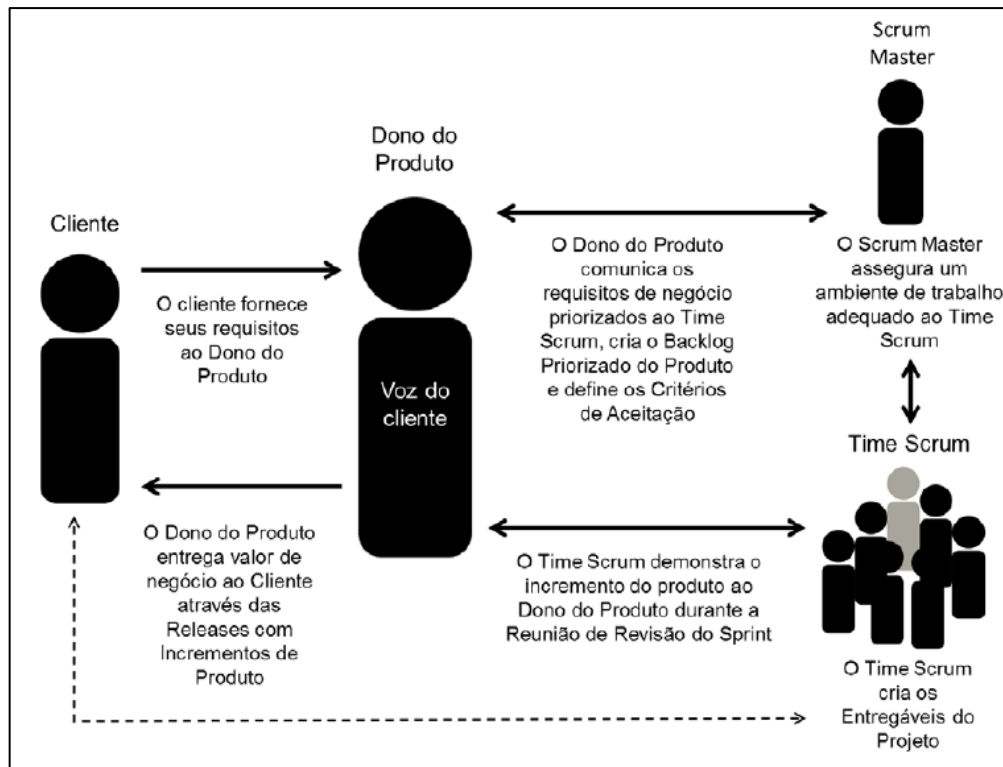 Scrum
Master
Dono do
Produto
Cliente
O cliente fornece
seus requisitos
ao Dono do
Produto
Voz do
cliente
O Dono do Produto
comunica os
requisitos de negócio
priorizados ao Time
Scrum, cria o Backlog
Priorizado do Produto
e define os Critérios
de Aceitação
O Scrum Master
assegura um
ambiente de trabalho
adequado ao Time
Scrum
Time Scrum
O Dono do Produto
entrega valor de
negócio ao Cliente
através das
Releases com
Incrementos de
Produto
O Time Scrum demonstra o
incremento do produto ao
Dono do Produto durante a
Reunião de Revisão do Sprint
O Time Scrum
cria os
Entregáveis do
Projeto